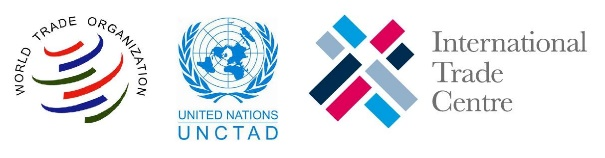 WORLD TRADE ORGANIZATION
UNITED NATIONS
UNCTAD
International
Trade
Centre